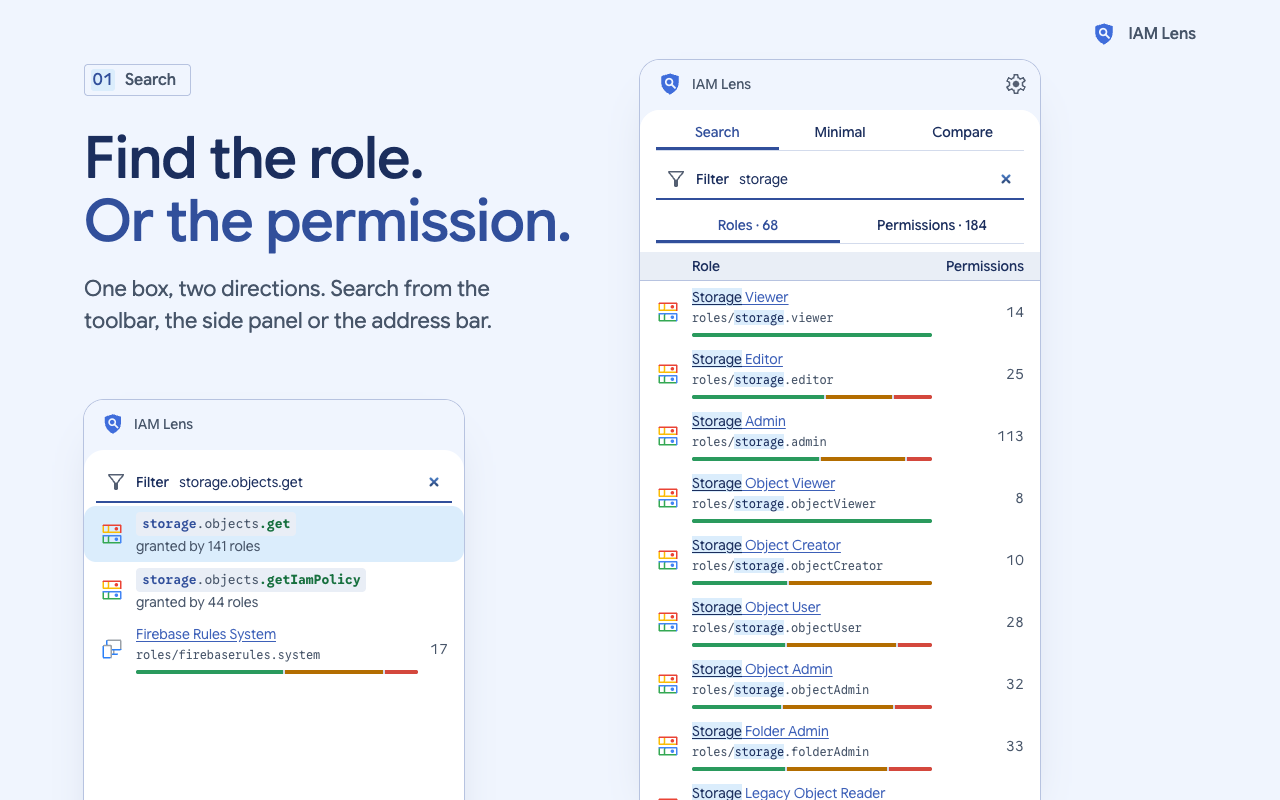 IAM Lens
01 Search
Find the role.
Or the permission.
One box, two directions. Search from the
toolbar, the side panel or the address bar.
IAM Lens
Filter storage.objects.get
storage.objects.get
granted by 141 roles
storage.objects.getIamPolicy
granted by 44 roles
Firebase Rules System
roles/firebaserules.system
17
IAM Lens
Search Minimal Compare
Filter storage
Roles · 68 Permissions · 184
Role Permissions
Storage Viewer
roles/storage.viewer
14
Storage Editor
roles/storage.editor
25
Storage Admin
roles/storage.admin
113
Storage Object Viewer
roles/storage.objectViewer
8
Storage Object Creator
roles/storage.objectCreator
10
Storage Object User
roles/storage.objectUser
28
Storage Object Admin
roles/storage.objectAdmin
32
Storage Folder Admin
roles/storage.folderAdmin
33
Storage Legacy Object Reader